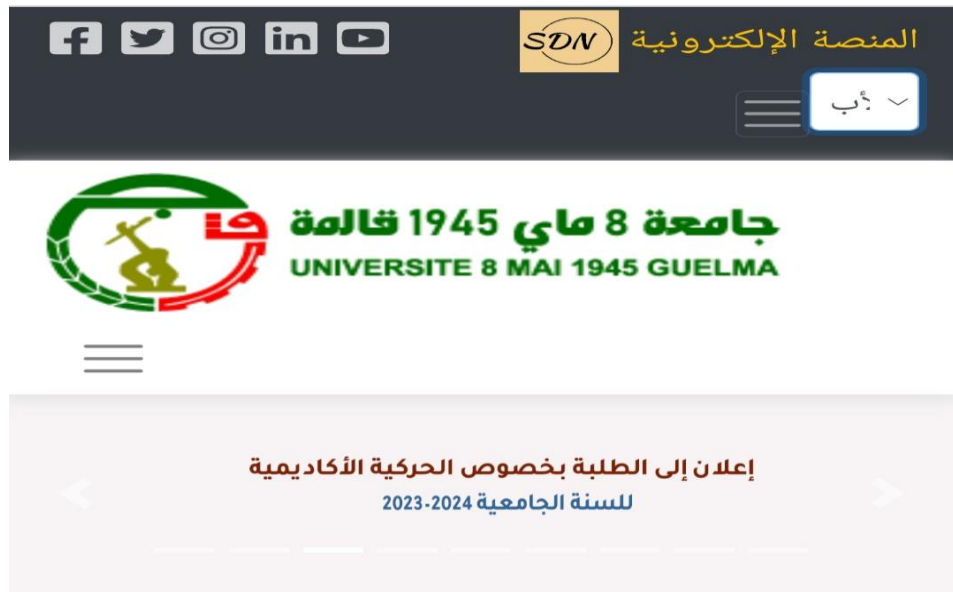 المنصة الإلكترونية SDN
أب
جامعة 8 ماي 1945 قالمة
UNIVERSITE 8 MAI 1945 GUELMA
إعلان إلى الطلبة بخصوص الحركية الأكاديمية
للسنة الجامعية 2024-2023